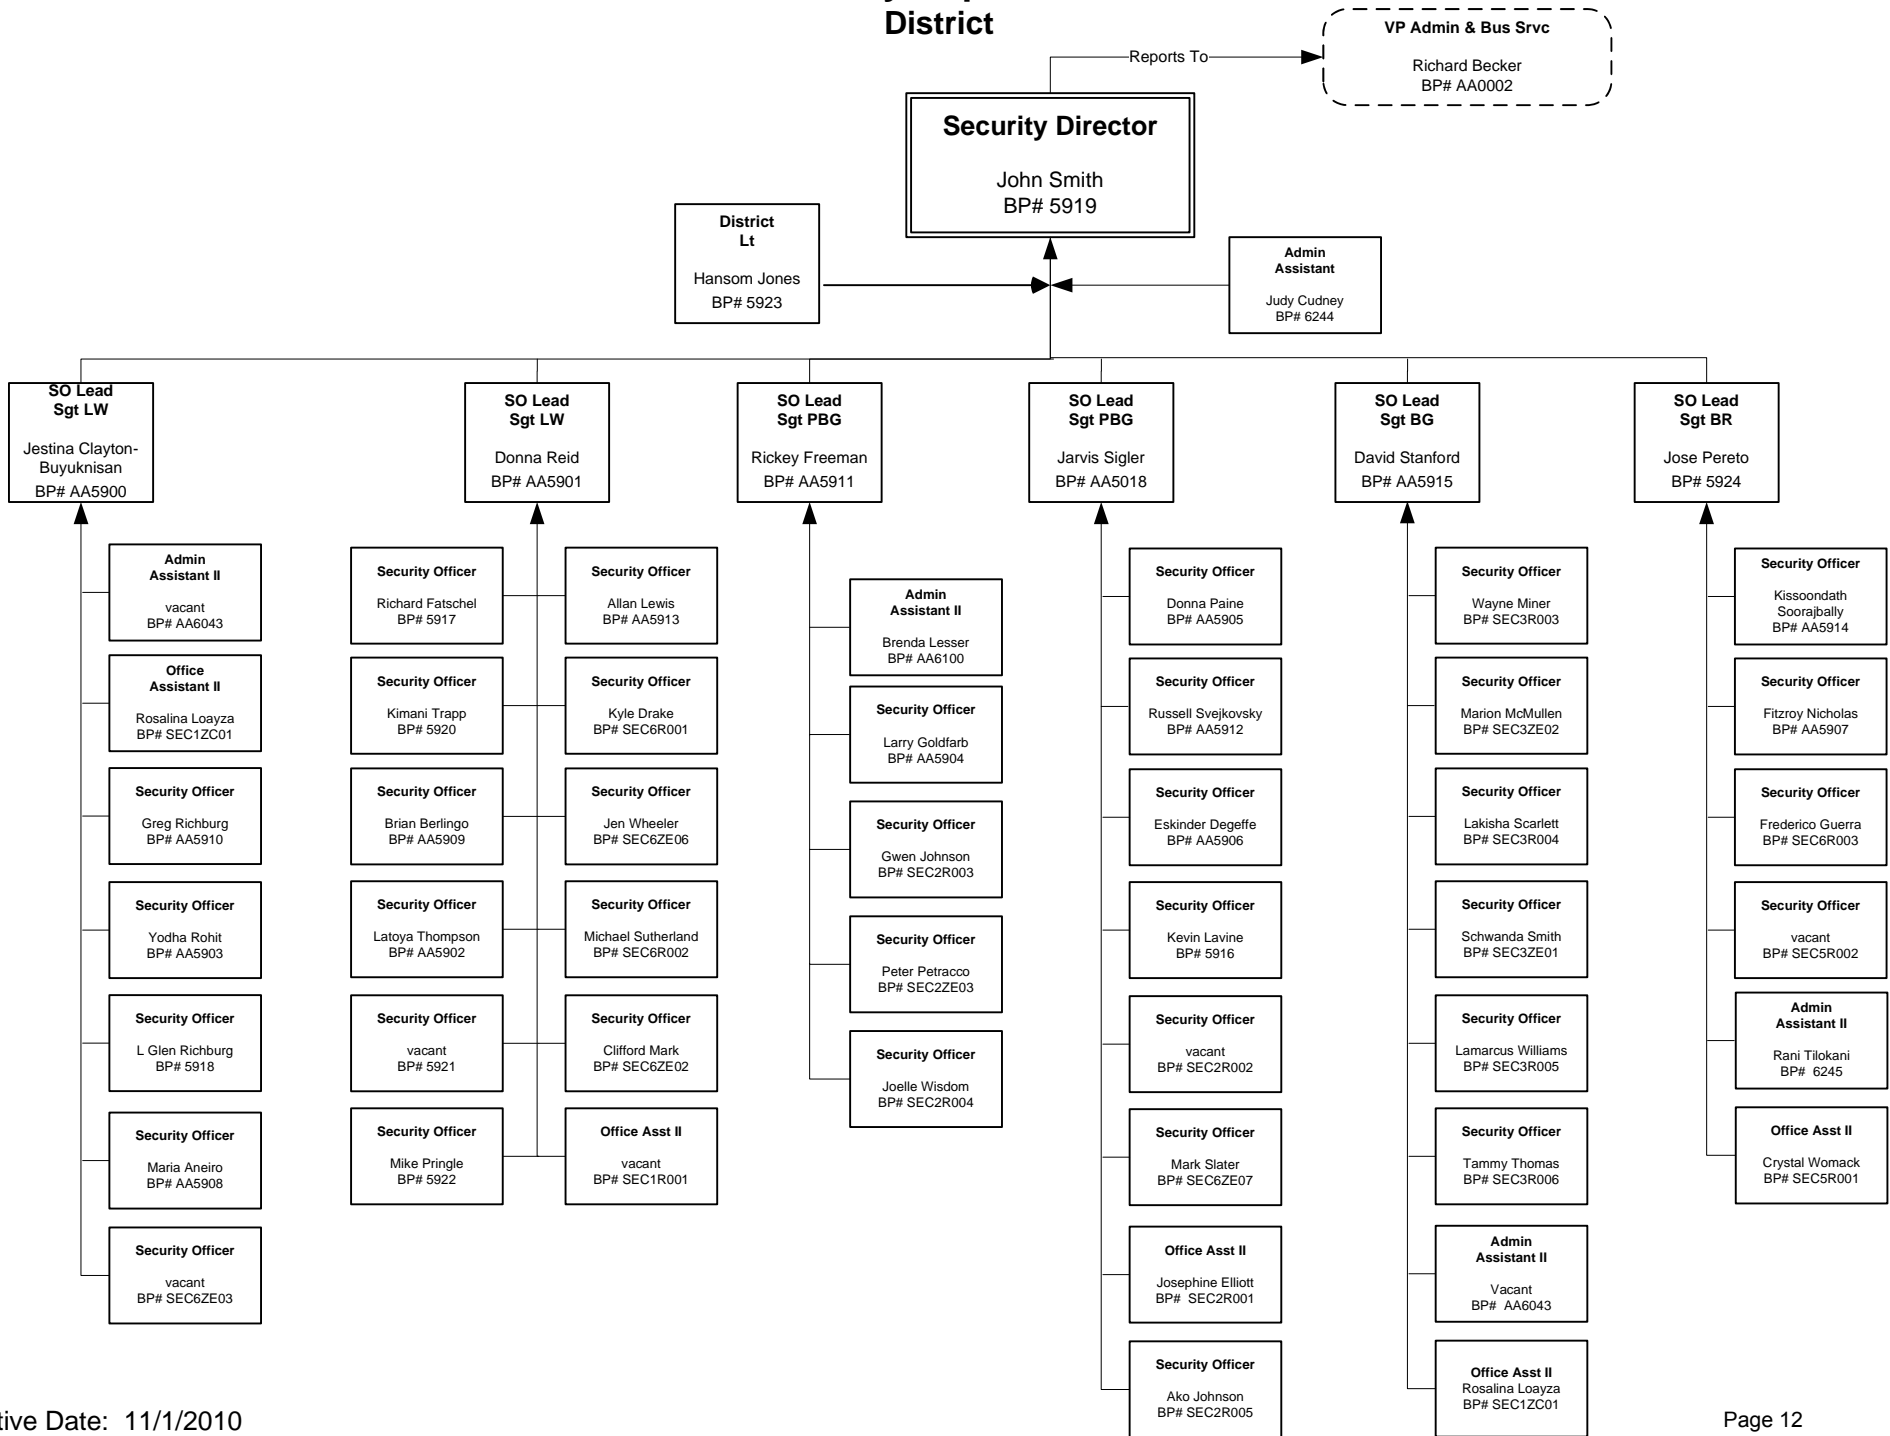 District
VP Admin & Bus Srvc
Richard Becker
BP# AA0002
Reports To
Security Director
John Smith
BP# 5919
District
Lt
Hansom Jones
BP# 5923
Admin
Assistant
Judy Cudney
BP# 6244
SO Lead
Sgt LW
Jestina Clayton-
Buyuknisan
BP# AA5900
SO Lead
Sgt LW
Donna Reid
BP# AA5901
SO Lead
Sgt PBG
Rickey Freeman
BP# AA5911
SO Lead
Sgt PBG
Jarvis Sigler
BP# AA5018
SO Lead
Sgt BG
David Stanford
BP# AA5915
SO Lead
Sgt BR
Jose Pereto
BP# 5924
Admin
Assistant II
vacant
BP# AA6043
Office
Assistant II
Rosalina Loayza
BP# SEC1ZC01
Security Officer
Greg Richburg
BP# AA5910
Security Officer
Yodha Rohit
BP# AA5903
Security Officer
L Glen Richburg
BP# 5918
Security Officer
Maria Aneiro
BP# AA5908
Security Officer
vacant
BP# SEC6ZE03
Security Officer
Richard Fatschel
BP# 5917
Security Officer
Kimani Trapp
BP# 5920
Security Officer
Brian Berlingo
BP# AA5909
Security Officer
Latoya Thompson
BP# AA5902
Security Officer
vacant
BP# 5921
Security Officer
Mike Pringle
BP# 5922
Security Officer
Allan Lewis
BP# AA5913
Security Officer
Kyle Drake
BP# SEC6R001
Security Officer
Jen Wheeler
BP# SEC6ZE06
Security Officer
Michael Sutherland
BP# SEC6R002
Security Officer
Clifford Mark
BP# SEC6ZE02
Office Asst II
vacant
BP# SEC1R001
Admin
Assistant II
Brenda Lesser
BP# AA6100
Security Officer
Larry Goldfarb
BP# AA5904
Security Officer
Gwen Johnson
BP# SEC2R003
Security Officer
Peter Petracco
BP# SEC2ZE03
Security Officer
Joelle Wisdom
BP# SEC2R004
Security Officer
Donna Paine
BP# AA5905
Security Officer
Russell Svejkovsky
BP# AA5912
Security Officer
Eskinder Degeffe
BP# AA5906
Security Officer
Kevin Lavine
BP# 5916
Security Officer
vacant
BP# SEC2R002
Security Officer
Mark Slater
BP# SEC6ZE07
Office Asst II
Josephine Elliott
BP# SEC2R001
Security Officer
Ako Johnson
BP# SEC2R005
Security Officer
Wayne Miner
BP# SEC3R003
Security Officer
Marion McMullen
BP# SEC3ZE02
Security Officer
Lakisha Scarlett
BP# SEC3R004
Security Officer
Schwanda Smith
BP# SEC3ZE01
Security Officer
Lamarcus Williams
BP# SEC3R005
Security Officer
Tammy Thomas
BP# SEC3R006
Admin
Assistant II
Vacant
BP# AA6043
Office Asst II
Rosalina Loayza
BP# SEC1ZC01
Security Officer
Kissoondath
Soorajbally
BP# AA5914
Security Officer
Fitzroy Nicholas
BP# AA5907
Security Officer
Frederico Guerra
BP# SEC6R003
Security Officer
vacant
BP# SEC5R002
Admin
Assistant II
Rani Tilokani
BP# 6245
Office Asst II
Crystal Womack
BP# SEC5R001
tive Date: 11/1/2010
Page 12